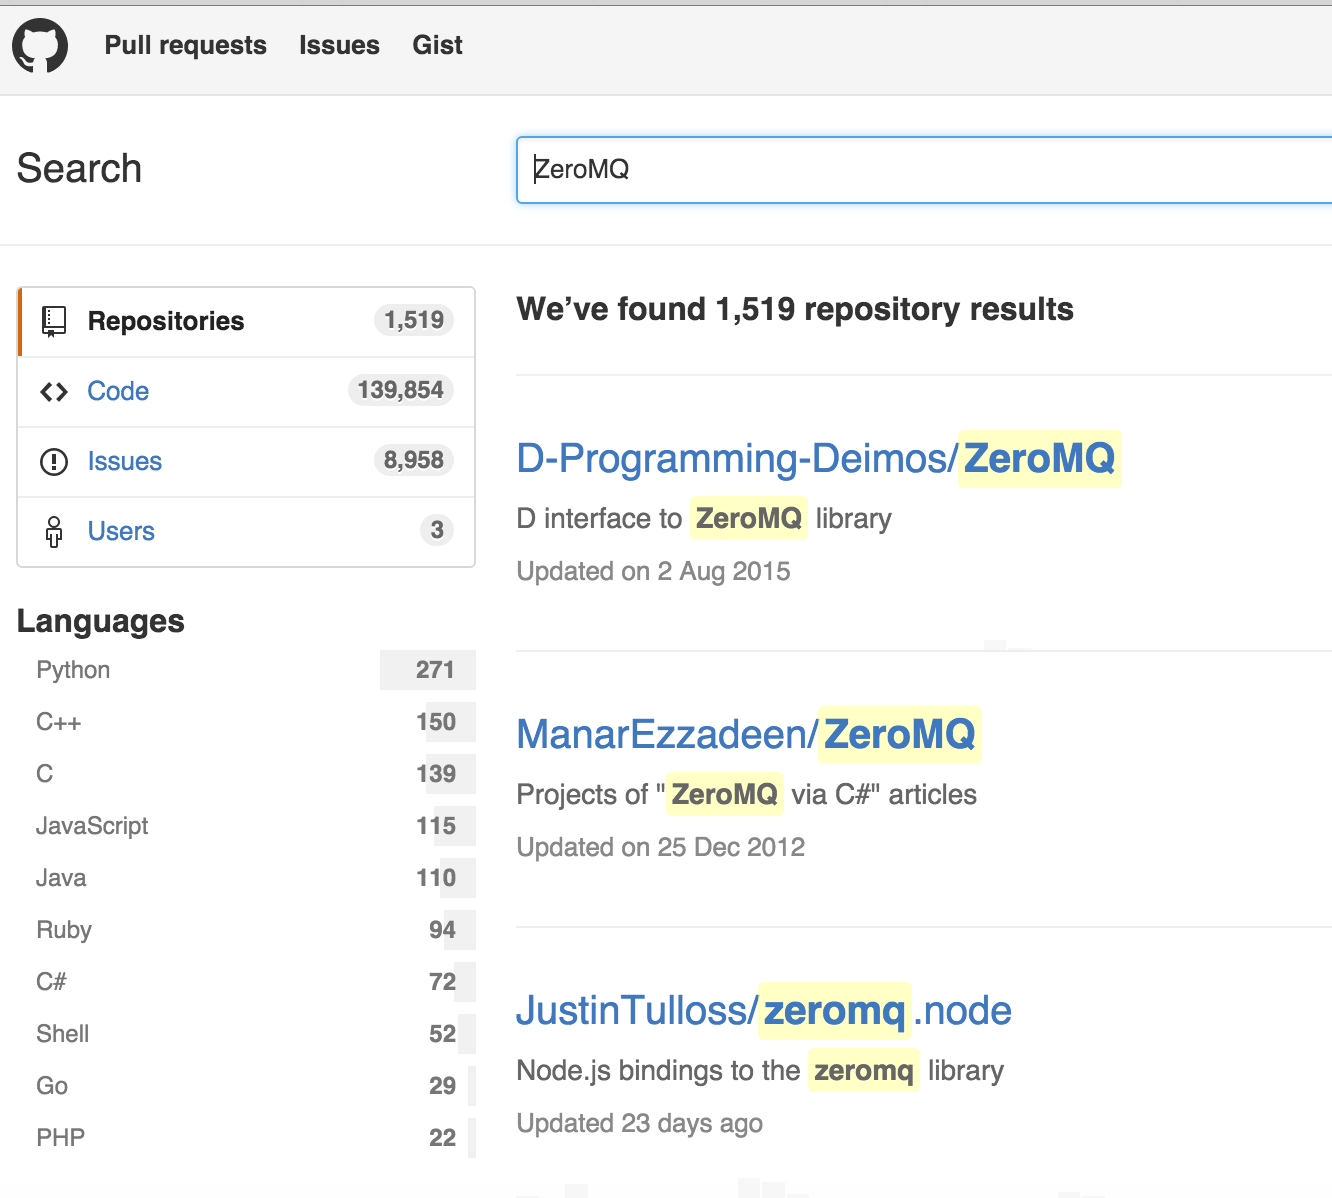 Pull requests Issues Gist
Search
ZeroMQ
Repositories 1,519
Code 139,854
Issues 8,958
Users 3
Languages
Python 271
C++ 150
C 139
JavaScript 115
Java 110
Ruby 94
C# 72
Shell 52
Go 29
PHP 22
We’ve found 1,519 repository results
D-Programming-Deimos/ZeroMQ
D interface to ZeroMQ library
Updated on 2 Aug 2015
ManarEzzadeen/ZeroMQ
Projects of "ZeroMQ via C#" articles
Updated on 25 Dec 2012
JustinTulloss/zeromq.node
Node.js bindings to the zeromq library
Updated 23 days ago